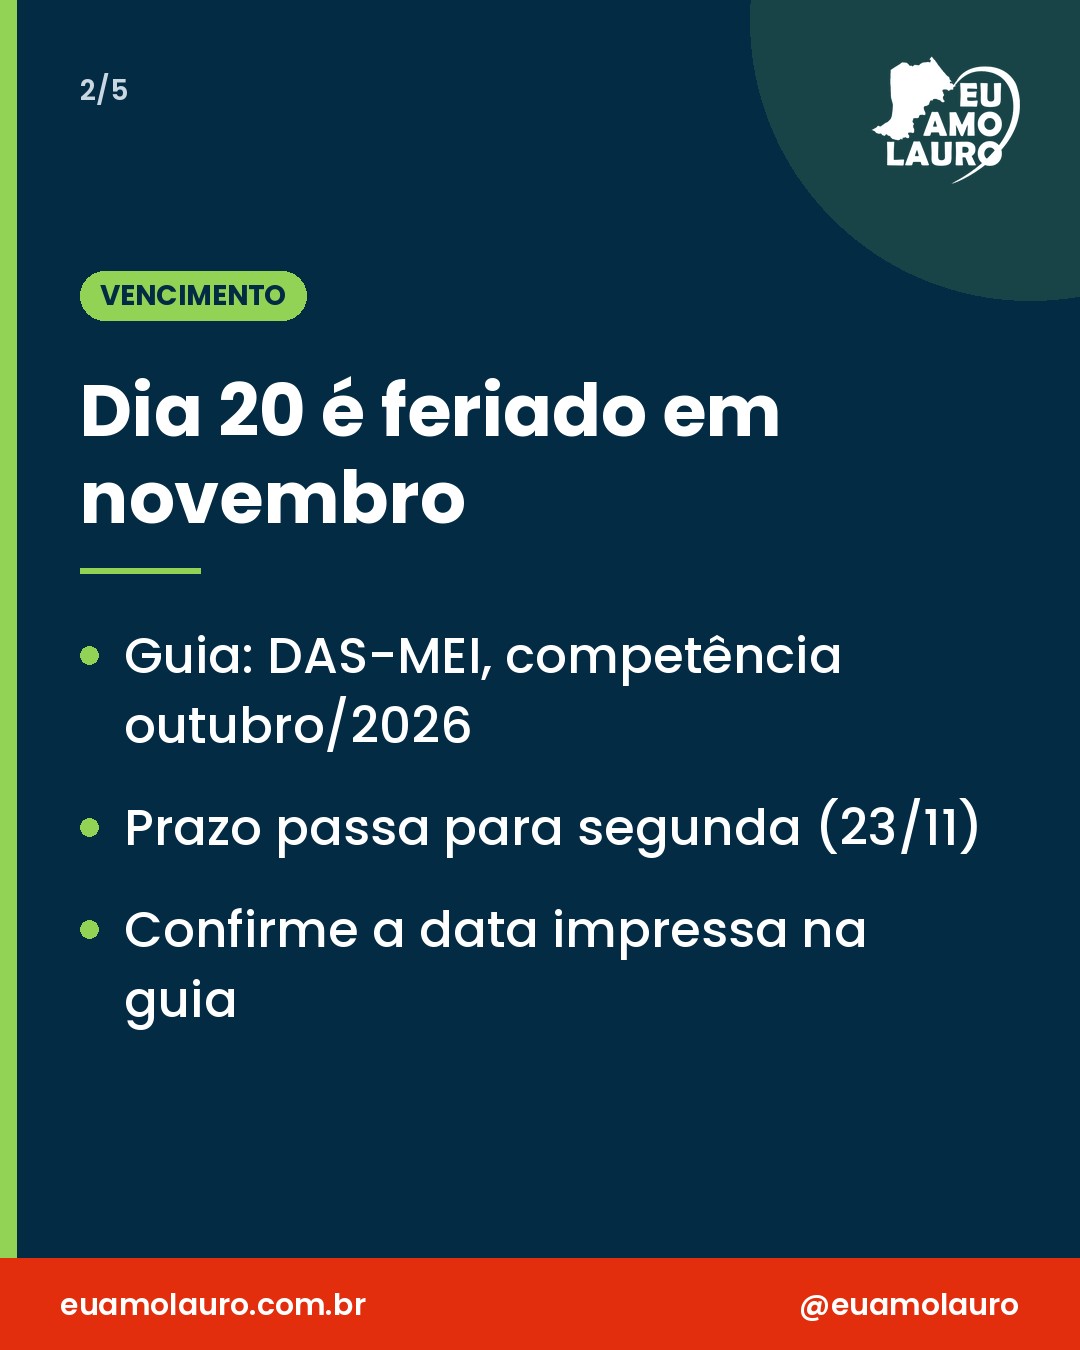 2/5
EU
AMO
LAURO
VENCIMENTO
Dia 20 é feriado em
novembro
Guia: DAS-MEI, competência
outubro/2026
Prazo passa para segunda (23/11)
Confirme a data impressa na
guia
euamolauro.com.br
@euamolauro